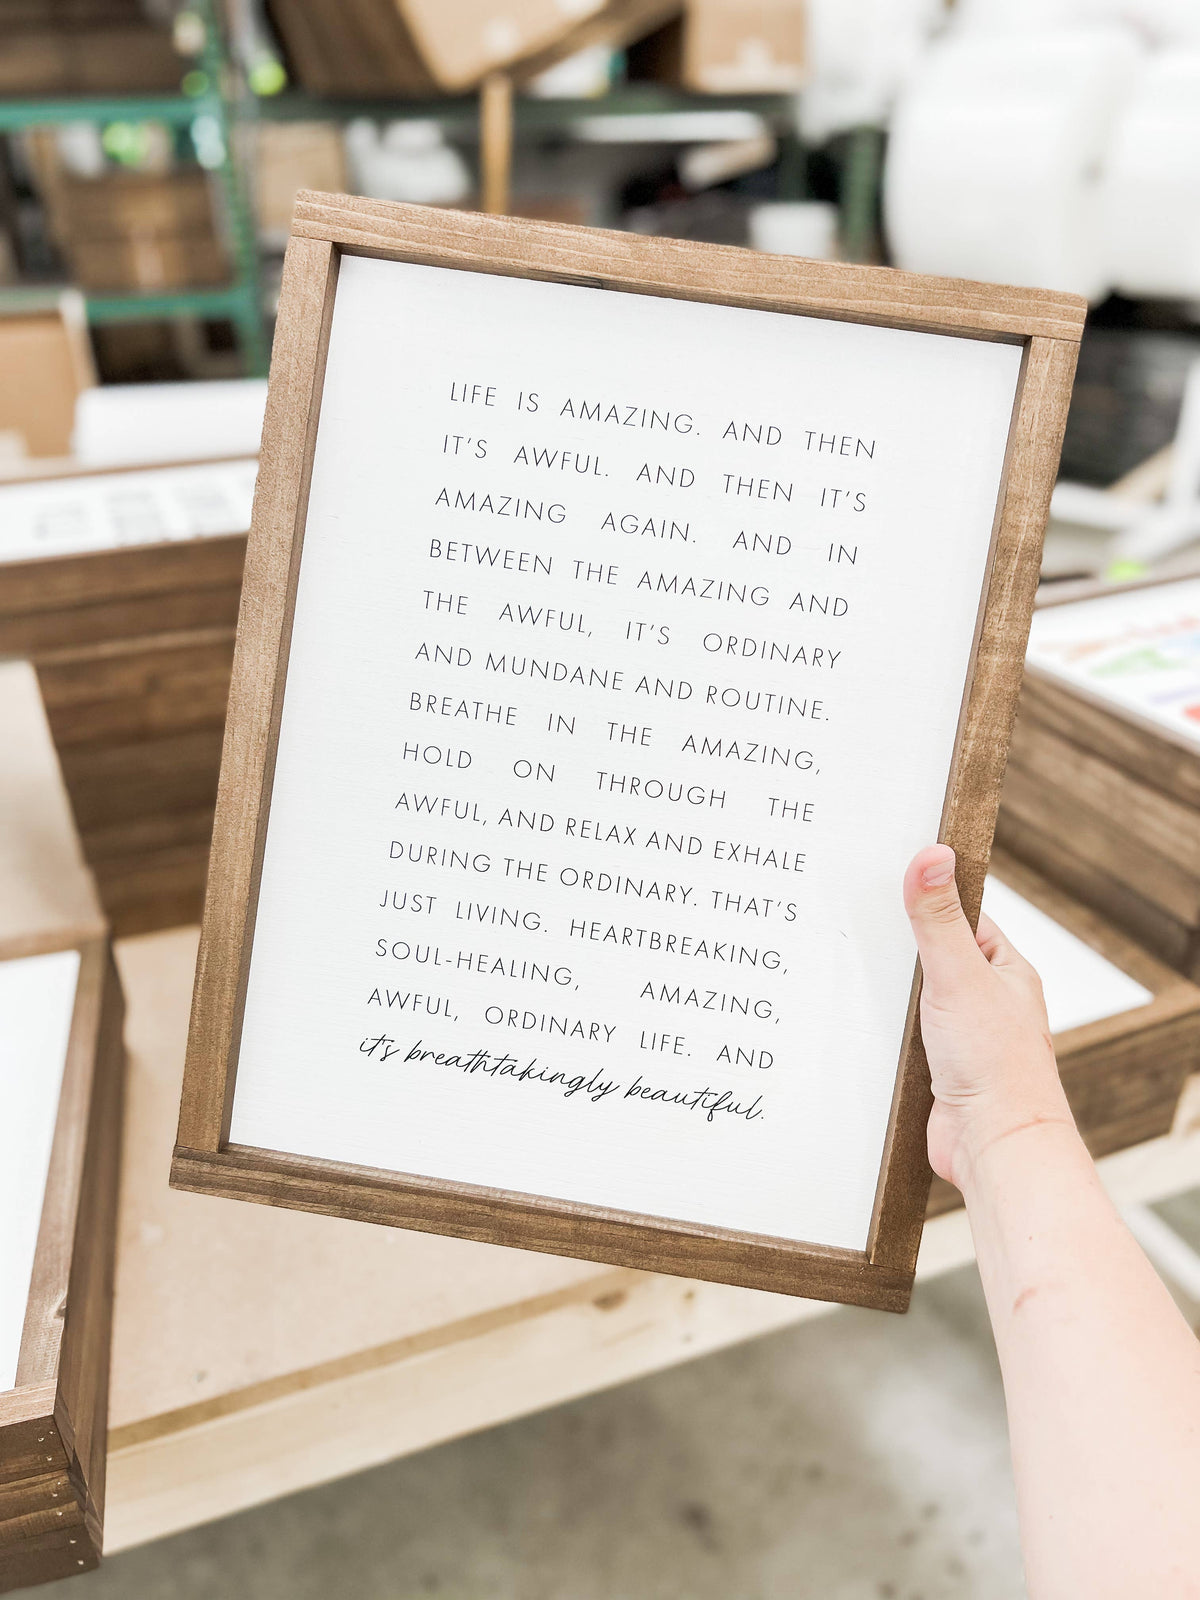 LIFE IS AMAZING. AND THEN
IT'S AWFUL. AND THEN IT'S
AMAZING AGAIN. AND IN
BETWEEN THE AMAZING AND
THE AWFUL, IT'S ORDINARY
AND MUNDANE AND ROUTINE.
BREATHE IN THE AMAZING,
HOLD ON THROUGH THE
AWFUL, AND RELAX AND EXHALE
DURING THE ORDINARY. THAT'S
JUST LIVING. HEARTBREAKING,
SOUL-HEALING, AMAZING,
AWFUL, ORDINARY LIFE. AND
it's breathtakingly beautiful.